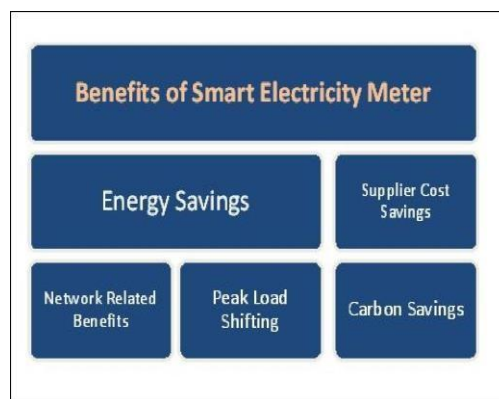 Benefits of Smart Electricity Meter
Energy Savings
Supplier Cost
Savings
Network Related
Benefits
Peak Load
Shifting
Carbon Savings